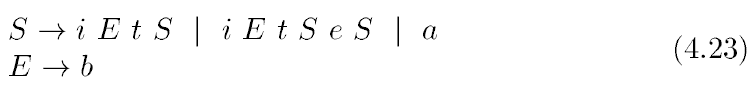 S → i E t S | i E t S e S | a
E → b
(4.23)